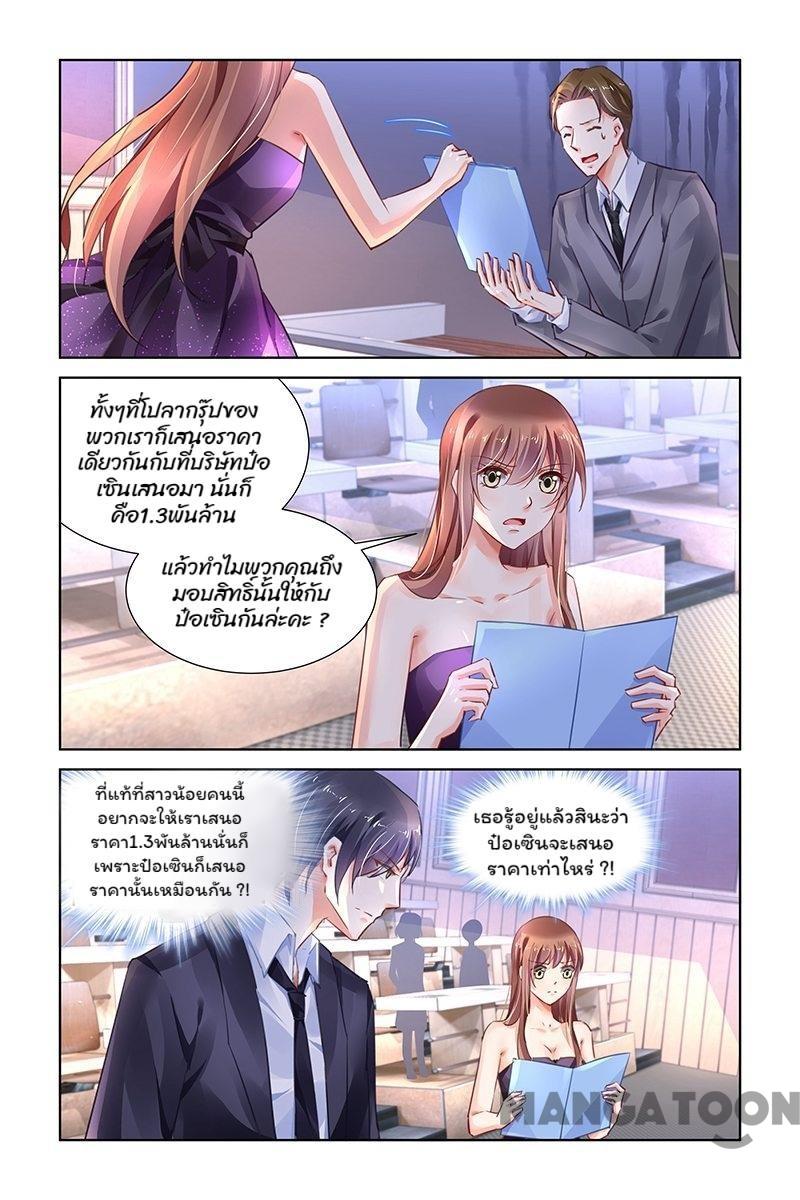 ทั้งๆที่โปลากรุ๊ปของ
พวกเราก็เสนอราคา
เดียวกันกับที่บริษัทป๋อ
เซินเสนอมา นั่นก็
คือ1.3พันล้าน
แล้วทำไมพวกคุณถึง
มอบสิทธิ์นั้นให้กับ
ป๋อเซินกันล่ะคะ ?
ที่แท้ที่สาวน้อยคนนี้
อยากจะให้เราเสนอ
ราคา1.3พันล้านนั่นก็
เพราะป๋อเซินก็เสนอ
ราคานั้นเหมือนกัน ?!
เธอรู้อยู่แล้วสินะว่า
ป๋อเซินจะเสนอ
ราคาเท่าไหร่ ?!
MANGATOON